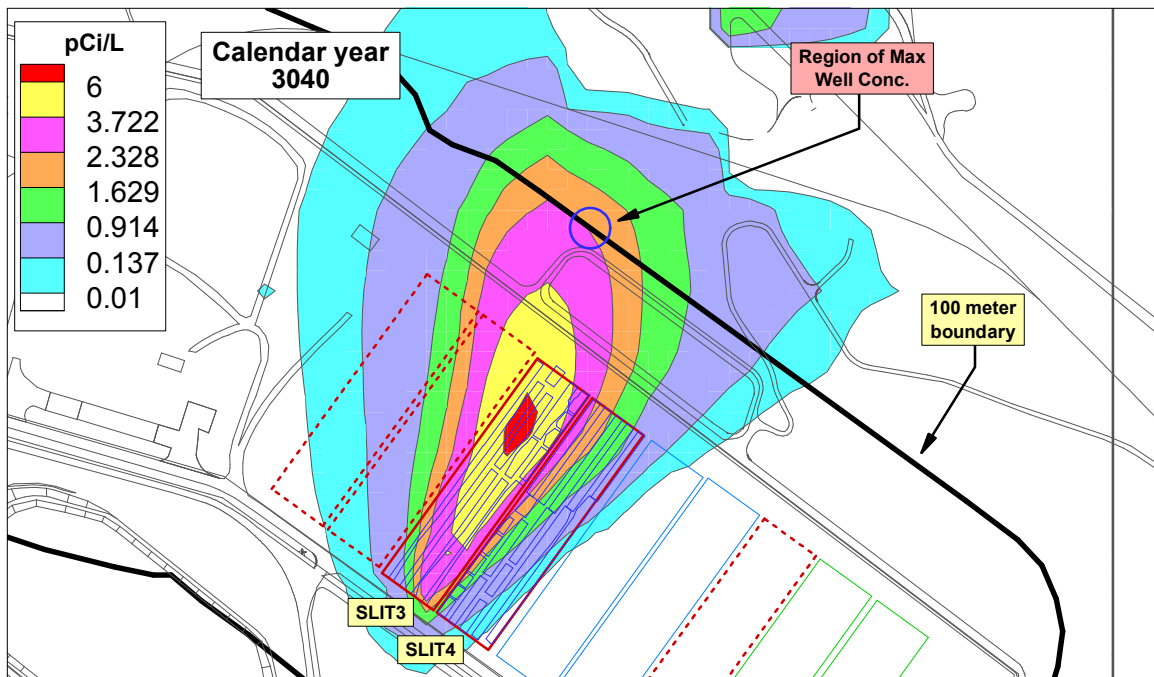 pCi/L
6
3.722
2.328
1.629
0.914
0.137
0.01
Calendar year
3040
Region of Max
Well Conc.
100 meter
boundary
SLIT3
SLIT4